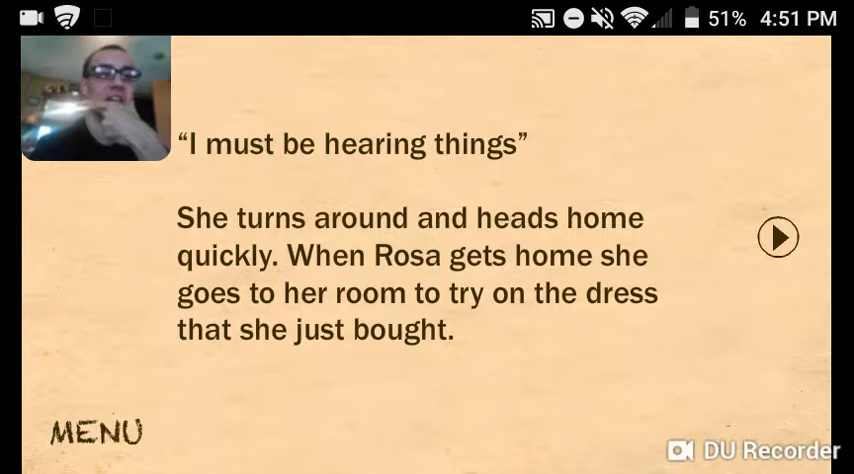 51% 4:51 PM
“I must be hearing things”
She turns around and heads home
quickly. When Rosa gets home she
goes to her room to try on the dress
that she just bought.
MENU
DU Recorder